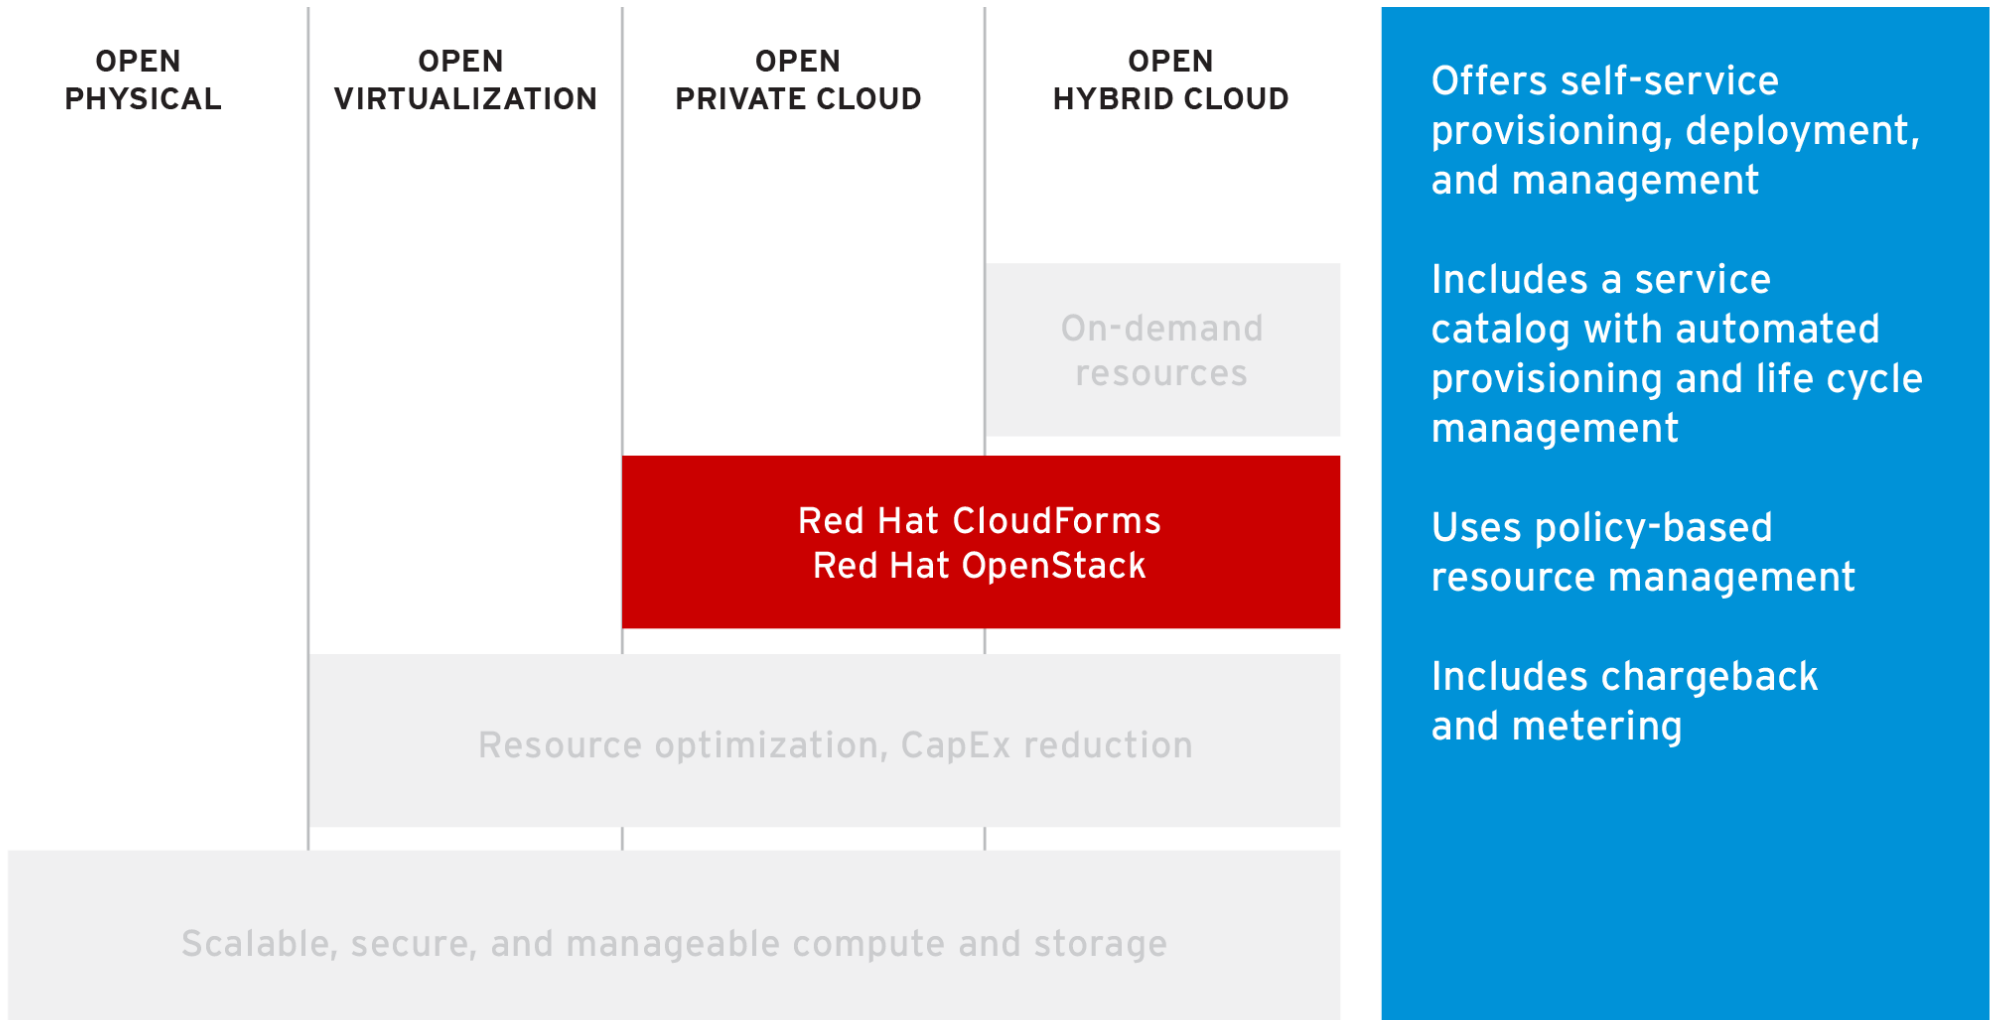 OPEN
PHYSICAL
OPEN
VIRTUALIZATION
OPEN
PRIVATE CLOUD
OPEN
HYBRID CLOUD
On-demand
resources
Red Hat CloudForms
Red Hat OpenStack
Resource optimization, CapEx reduction
Scalable, secure, and manageable compute and storage
Offers self-service
provisioning, deployment,
and management
Includes a service
catalog with automated
provisioning and life cycle
management
Uses policy-based
resource management
Includes chargeback
and metering